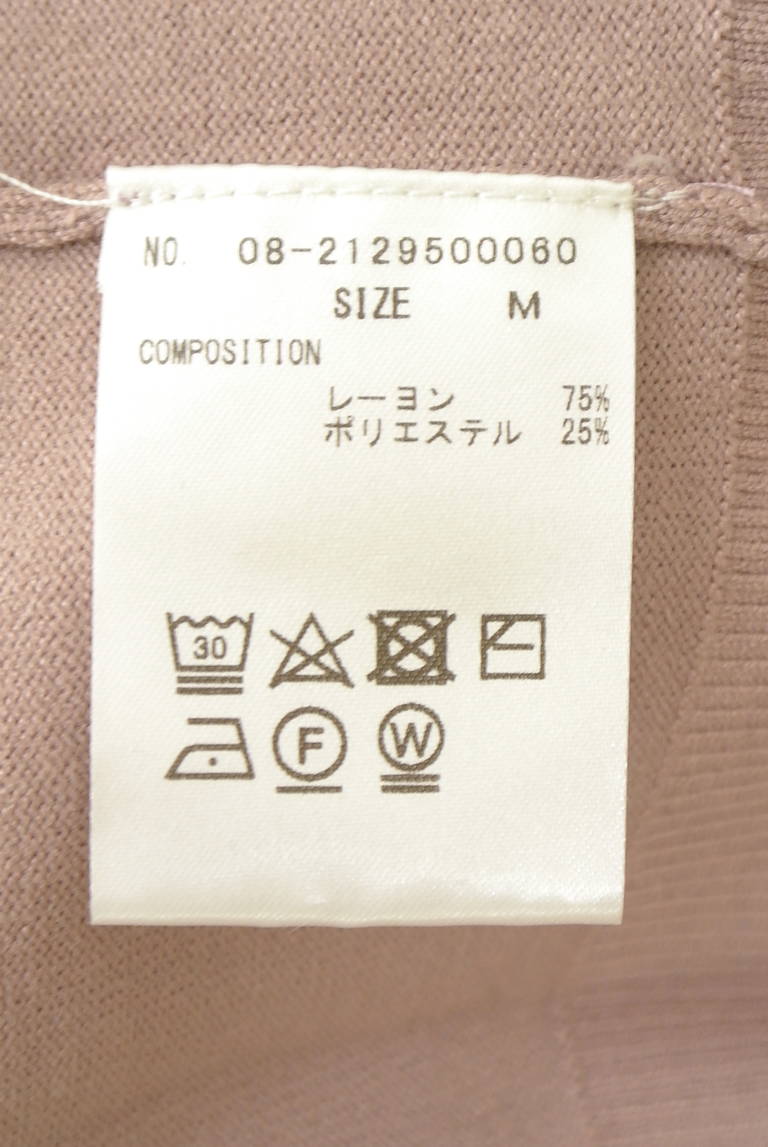 NO. 08-2129500060
SIZE M
COMPOSITION
レーヨン 75%
ポリエステル 25%
30
F W